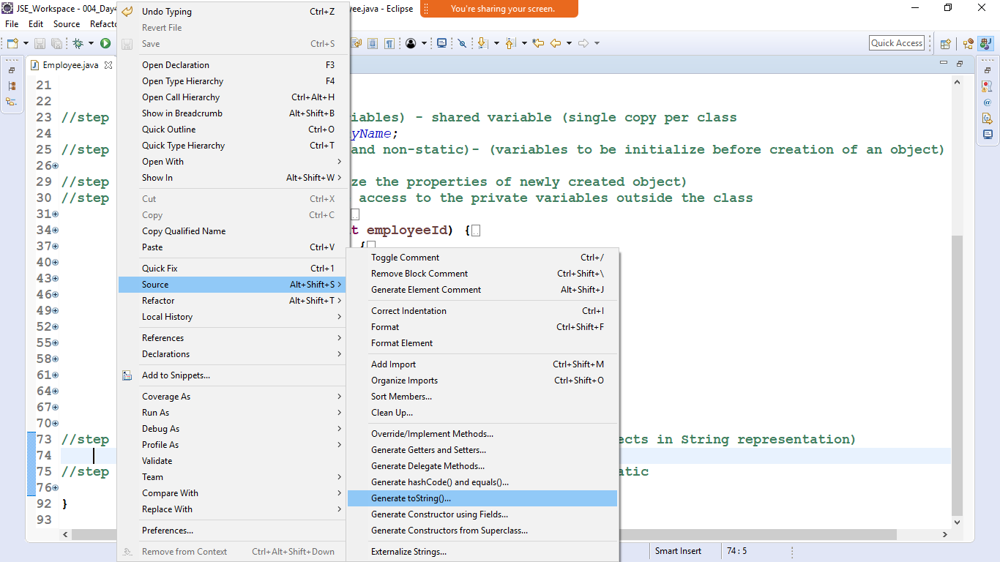 JSE_Workspace - 004_Day4
ee.java - Eclipse
You're sharing your screen.
File Edit Source Refacto
Quick Access
Employee.java
21
22
23 //step
iables) - shared variable (single copy per class
24
yName;
25 //step
and non-static)- (variables to be initialize before creation of an object)
26
29 //step
ze the properties of newly created object)
30 //step
access to the private variables outside the class
31
34
t employeeId) {
37
{
40
43
46
49
52
55
58
61
64
67
70
73 //step
ects in String representation)
74
75 //step
atic
76
92 }
93
Undo Typing Ctrl+Z
Revert File
Save Ctrl+S
Open Declaration F3
Open Type Hierarchy F4
Open Call Hierarchy Ctrl+Alt+H
Show in Breadcrumb Alt+Shift+B
Quick Outline Ctrl+O
Quick Type Hierarchy Ctrl+T
Open With
Show In Alt+Shift+W
Cut Ctrl+X
Copy Ctrl+C
Copy Qualified Name
Paste Ctrl+V
Quick Fix Ctrl+1
Source Alt+Shift+S
Refactor Alt+Shift+T
Local History
References
Declarations
Add to Snippets...
Coverage As
Run As
Debug As
Profile As
Validate
Team
Compare With
Replace With
Preferences...
Remove from Context Ctrl+Alt+Shift+Down
Toggle Comment Ctrl+/
Remove Block Comment Ctrl+Shift+\
Generate Element Comment Alt+Shift+J
Correct Indentation Ctrl+I
Format Ctrl+Shift+F
Format Element
Add Import Ctrl+Shift+M
Organize Imports Ctrl+Shift+O
Sort Members...
Clean Up...
Override/Implement Methods...
Generate Getters and Setters...
Generate Delegate Methods...
Generate hashCode() and equals()...
Generate toString()...
Generate Constructor using Fields...
Generate Constructors from Superclass...
Externalize Strings...
Smart Insert
74 : 5